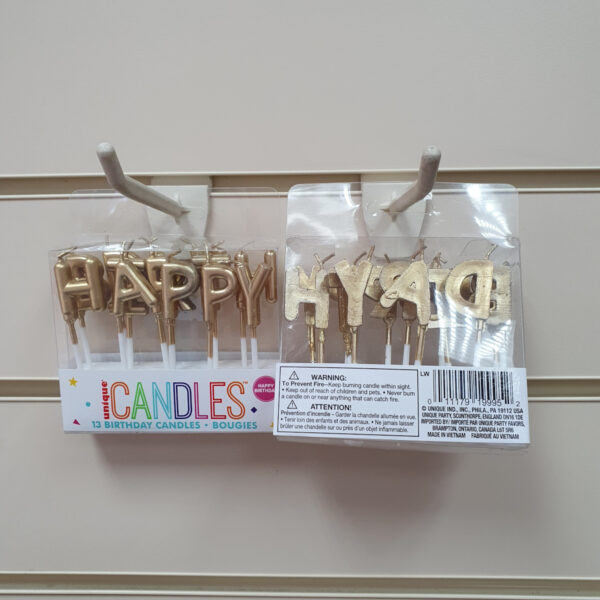 HAPPY
unique
CANDLES™
HAPPY BIRTHDAY
13 BIRTHDAY CANDLES • BOUGIES
WARNING:
To Prevent Fire—Keep burning candle within sight.
• Keep out of reach of children and pets. • Never burn
a candle on or near anything that can catch fire.
ATTENTION!
Prévention d'incendie – Garder la chandelle allumée en vue.
• Tenir loin des enfants et des animaux. • Ne jamais laisser
brûler une chandelle sur ou près d'un objet inflammable.
LW
0 11179 19995 2
© UNIQUE IND., INC., PHILA., PA 19112 USA
UNIQUE PARTY, SCUNTHORPE, ENGLAND DN16 1DE
IMPORTED BY/ IMPORTÉ PAR UNIQUE PARTY FAVORS,
BRAMPTON, ONTARIO, CANADA L6T 5R6
MADE IN VIETNAM FABRIQUÉ AU VIETNAM